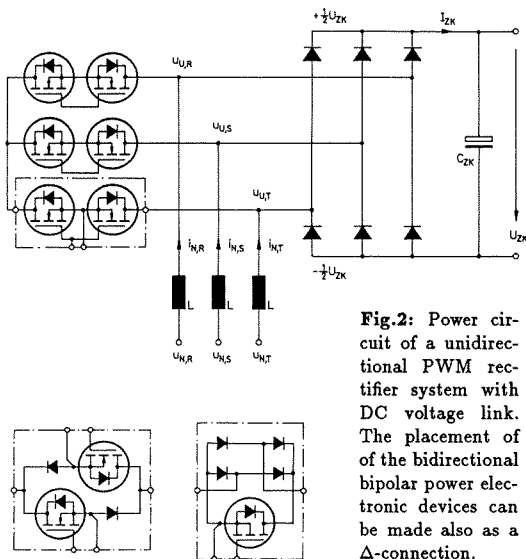 +½U_ZK
I_ZK
u_U,R
u_U,S
C_ZK
u_U,T
i_N,R
i_N,S
i_N,T
U_ZK
-½U_ZK
L
L
L
u_N,R
u_N,S
u_N,T
Fig.2: Power cir-
cuit of a unidirec-
tional PWM rec-
tifier system with
DC voltage link.
The placement of
of the bidirectional
bipolar power elec-
tronic devices can
be made also as a
Δ-connection.